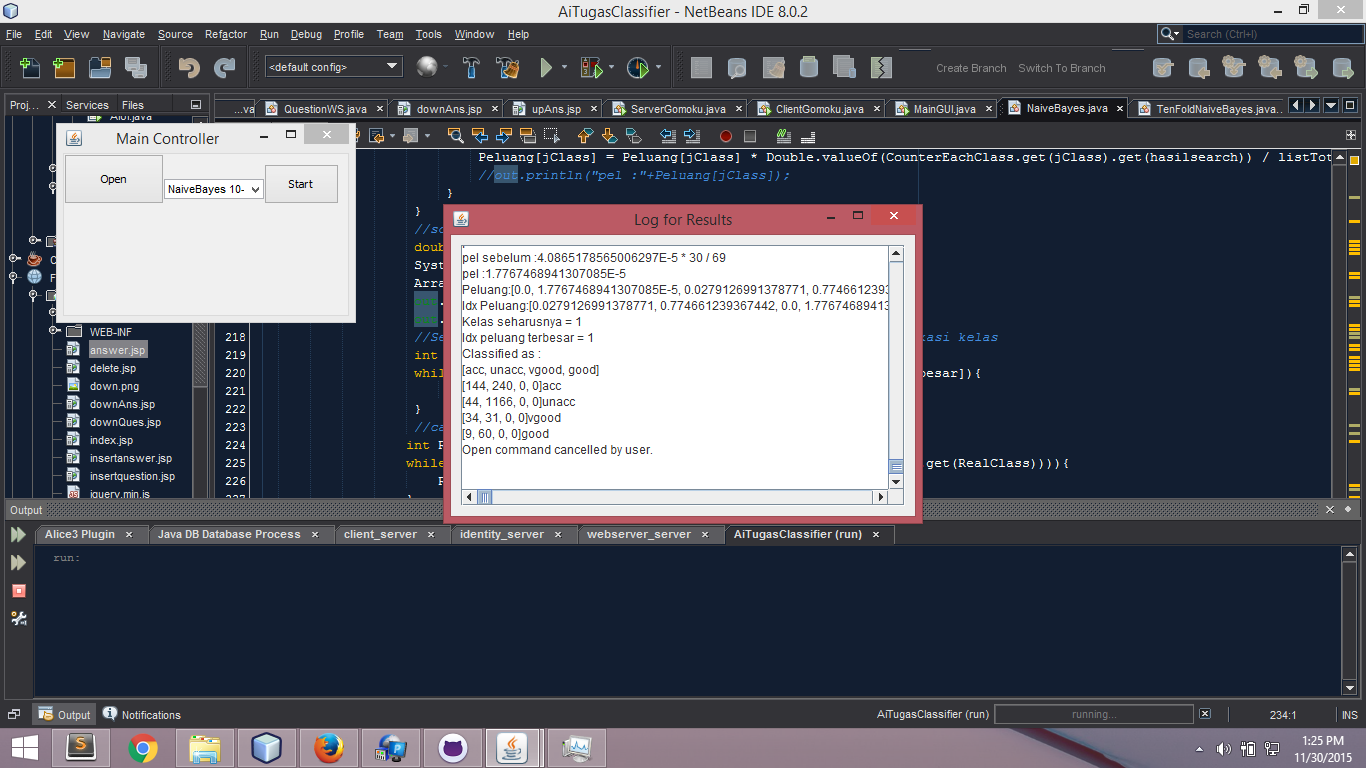 AiTugasClassifier - NetBeans IDE 8.0.2
File Edit View Navigate Source Refactor Run Debug Profile Team Tools Window Help
Search (Ctrl+I)
<default config>
Create Branch Switch To Branch
Proj... Services Files
...va QuestionWS.java downAns.jsp upAns.jsp ServerGomoku.java ClientGomoku.java MainGUI.java NaiveBayes.java TenFoldNaiveBayes.java...
Main Controller
Open
NaiveBayes 10-
Start
Peluang[jClass] = Peluang[jClass] * Double.valueOf(CounterEachClass.get(jClass).get(hasilsearch)) / listTot
//out.println("pel :"+Peluang[jClass]);
}
}
//so
doub
Syst
Arra
218 //Se
asi kelas
219 int
220 whil
esar]){
221
222 }
223 //ca
224 int R
225 while
get(RealClass)))){
226 R
227 }
WEB-INF
answer.jsp
delete.jsp
down.png
downAns.jsp
downQues.jsp
index.jsp
insertanswer.jsp
insertquestion.jsp
jquery.min.js
Log for Results
pel sebelum :4.0865178565006297E-5 * 30 / 69
pel :1.7767468941307085E-5
Peluang:[0.0, 1.7767468941307085E-5, 0.0279126991378771, 0.7746612393
Idx Peluang:[0.0279126991378771, 0.774661239367442, 0.0, 1.77674689413
Kelas seharusnya = 1
Idx peluang terbesar = 1
Classified as :
[acc, unacc, vgood, good]
[144, 240, 0, 0]acc
[44, 1166, 0, 0]unacc
[34, 31, 0, 0]vgood
[9, 60, 0, 0]good
Open command cancelled by user.
Output
Alice3 Plugin Java DB Database Process client_server identity_server webserver_server AiTugasClassifier (run)
run:
Output Notifications
AiTugasClassifier (run) running... 234:1 INS
1:25 PM
11/30/2015